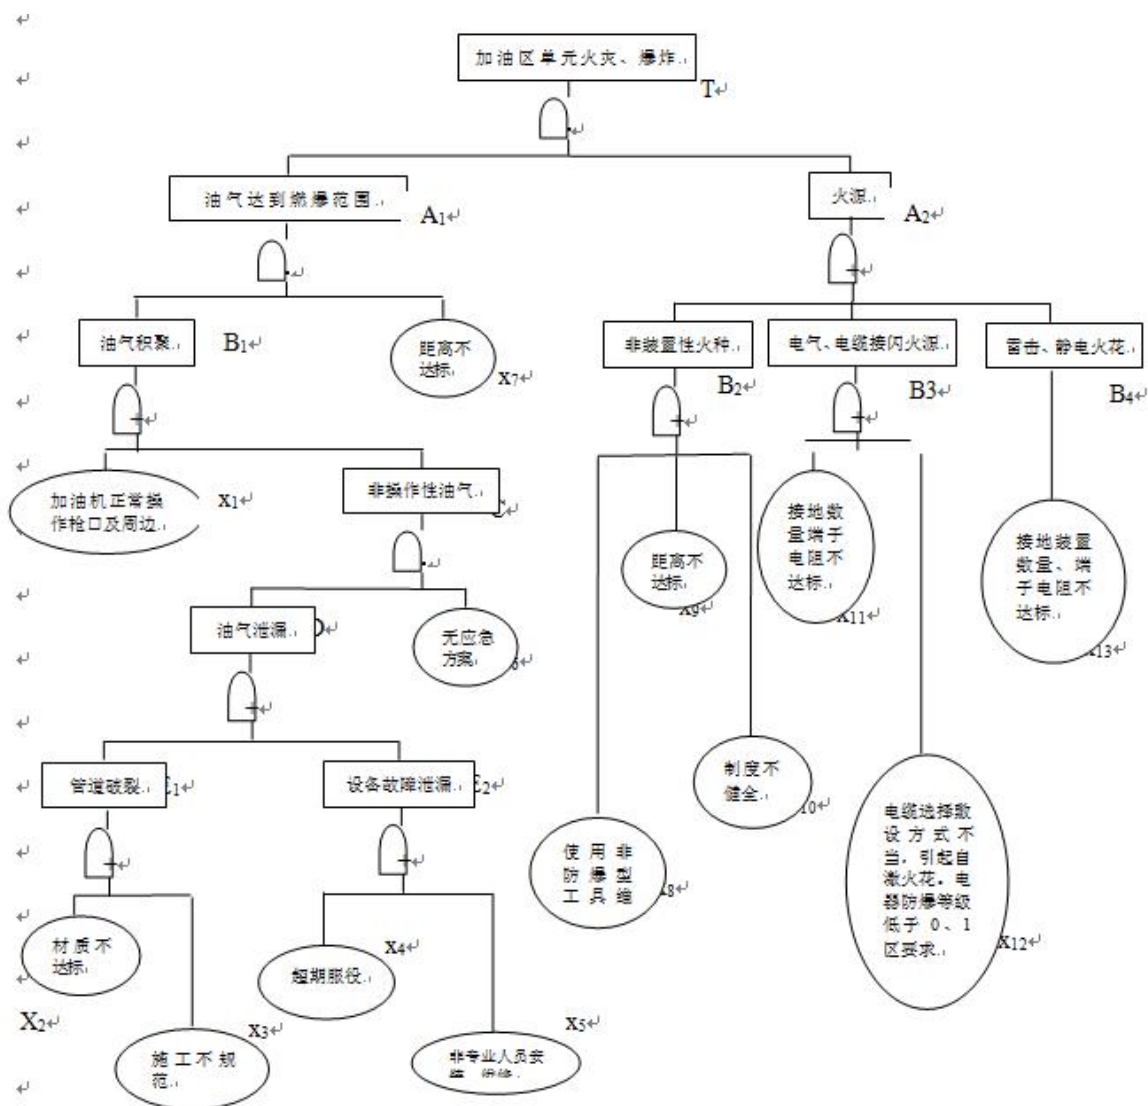 加油区单元火灾、爆炸
T
油气达到燃爆范围
A1
火源
A2
油气积聚
B1
距离不
达标
x7
非装置性火种
B2
电气、电缆接闪火源
B3
雷击、静电火花
B4
加油机正常操
作枪口及周边
x1
非操作性油气
C
接地数
量端子
电阻不
达标
x11
距离不
达标
x9
接地装置
数量、端
子电阻不
达标
x13
油气泄漏
D
无应急
方案
6
管道破裂
E1
设备故障泄漏
E2
制度不
健全
10
使用非
防爆型
工具
x8
电缆选择敷
设方式不
当，引起自
激火花。电
器防爆等级
低于0、1
区要求
x12
材质不
达标
X2
超期服役
x4
施工不规
范
x3
非专业人员安
x5